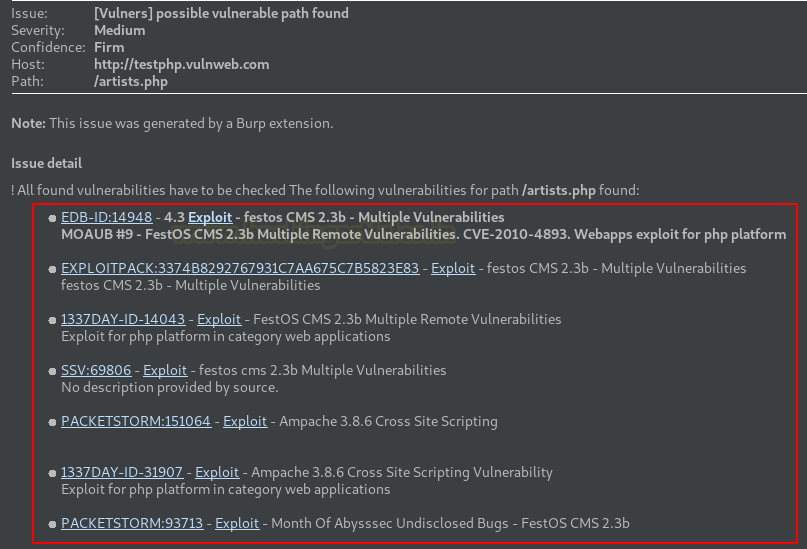 Issue: [Vulners] possible vulnerable path found
Severity: Medium
Confidence: Firm
Host: http://testphp.vulnweb.com
Path: /artists.php
Note: This issue was generated by a Burp extension.
Issue detail
! All found vulnerabilities have to be checked The following vulnerabilities for path /artists.php found:
EDB-ID:14948 - 4.3 Exploit - festos CMS 2.3b - Multiple Vulnerabilities
MOAUB #9 - FestOS CMS 2.3b Multiple Remote Vulnerabilities. CVE-2010-4893. Webapps exploit for php platform
EXPLOITPACK:3374B8292767931C7AA675C7B5823E83 - Exploit - festos CMS 2.3b - Multiple Vulnerabilities
festos CMS 2.3b - Multiple Vulnerabilities
1337DAY-ID-14043 - Exploit - FestOS CMS 2.3b Multiple Remote Vulnerabilities
Exploit for php platform in category web applications
SSV:69806 - Exploit - festos cms 2.3b Multiple Vulnerabilities
No description provided by source.
PACKETSTORM:151064 - Exploit - Ampache 3.8.6 Cross Site Scripting
1337DAY-ID-31907 - Exploit - Ampache 3.8.6 Cross Site Scripting Vulnerability
Exploit for php platform in category web applications
PACKETSTORM:93713 - Exploit - Month Of Abysssec Undisclosed Bugs - FestOS CMS 2.3b